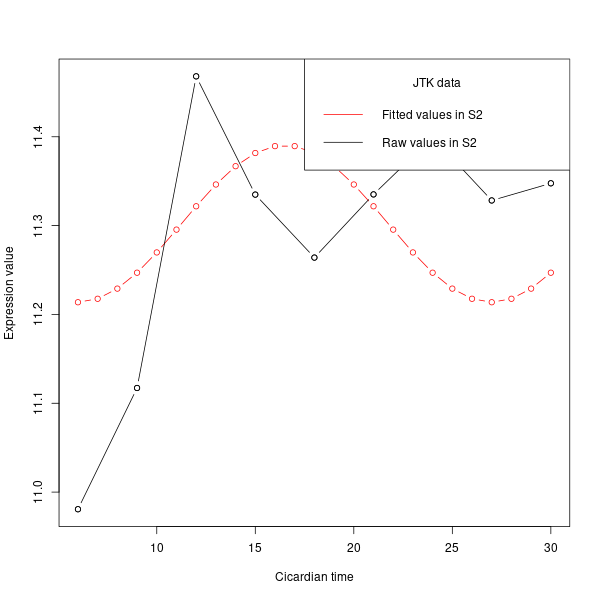 JTK data
Fitted values in S2
Raw values in S2
Expression value
11.4
11.3
11.2
11.1
11.0
10 15 20 25 30
Cicardian time